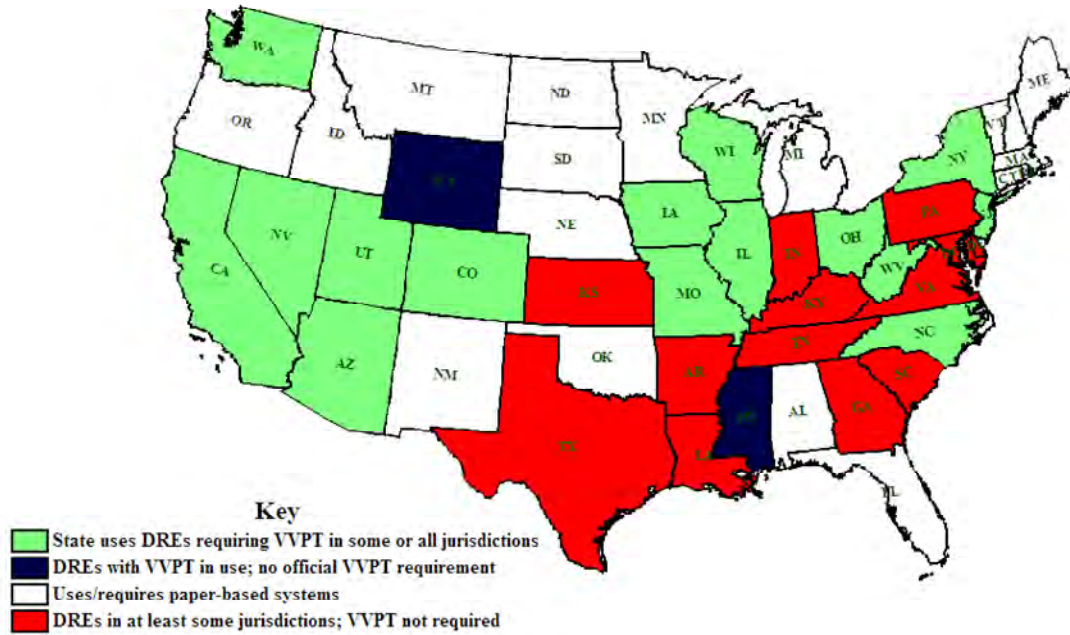 WA
MT
ND
MN
ME
OR
ID
SD
WI
MI
VT
NY
MA
CT
WY
NE
IA
PA
NV
UT
CO
IL
IN
OH
WV
CA
KS
MO
KY
VA
AZ
NM
OK
AR
TN
NC
SC
MS
AL
GA
TX
LA
FL
Key
State uses DREs requiring VVPT in some or all jurisdictions
DREs with VVPT in use; no official VVPT requirement
Uses/requires paper-based systems
DREs in at least some jurisdictions; VVPT not required